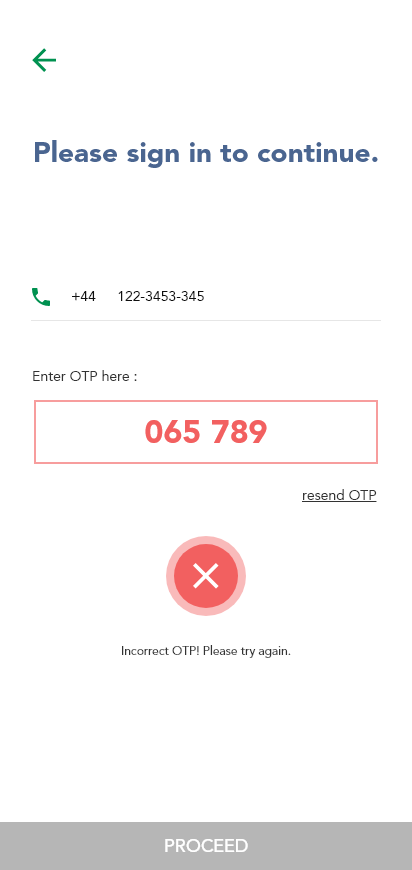 Please sign in to continue.
+44 122-3453-345
Enter OTP here :
065 789
resend OTP
Incorrect OTP! Please try again.
PROCEED